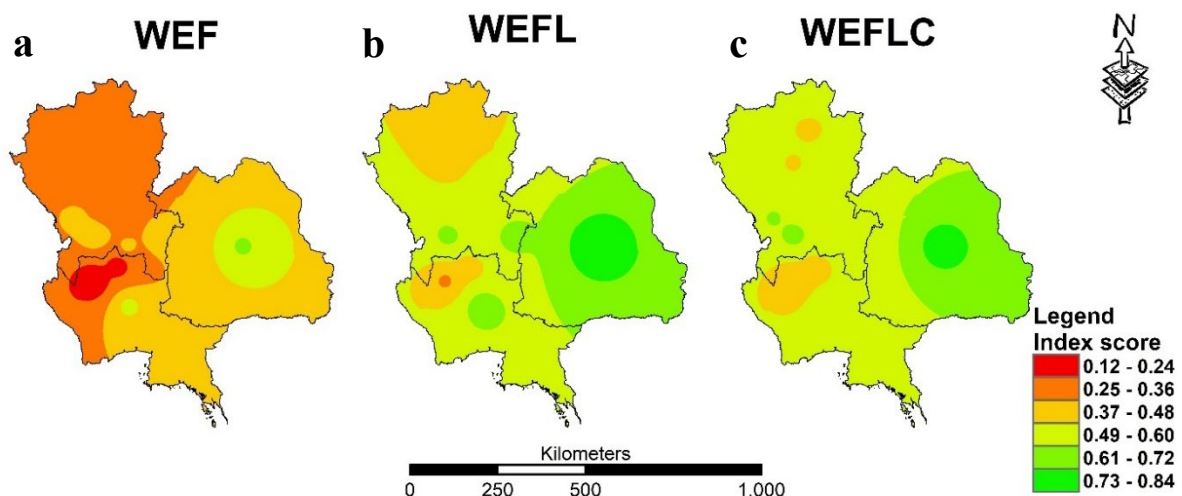 a WEF b WEFL c WEFLC N
Legend
Index score
0.12 - 0.24
0.25 - 0.36
0.37 - 0.48
0.49 - 0.60
0.61 - 0.72
0.73 - 0.84
Kilometers
0 250 500 1.000